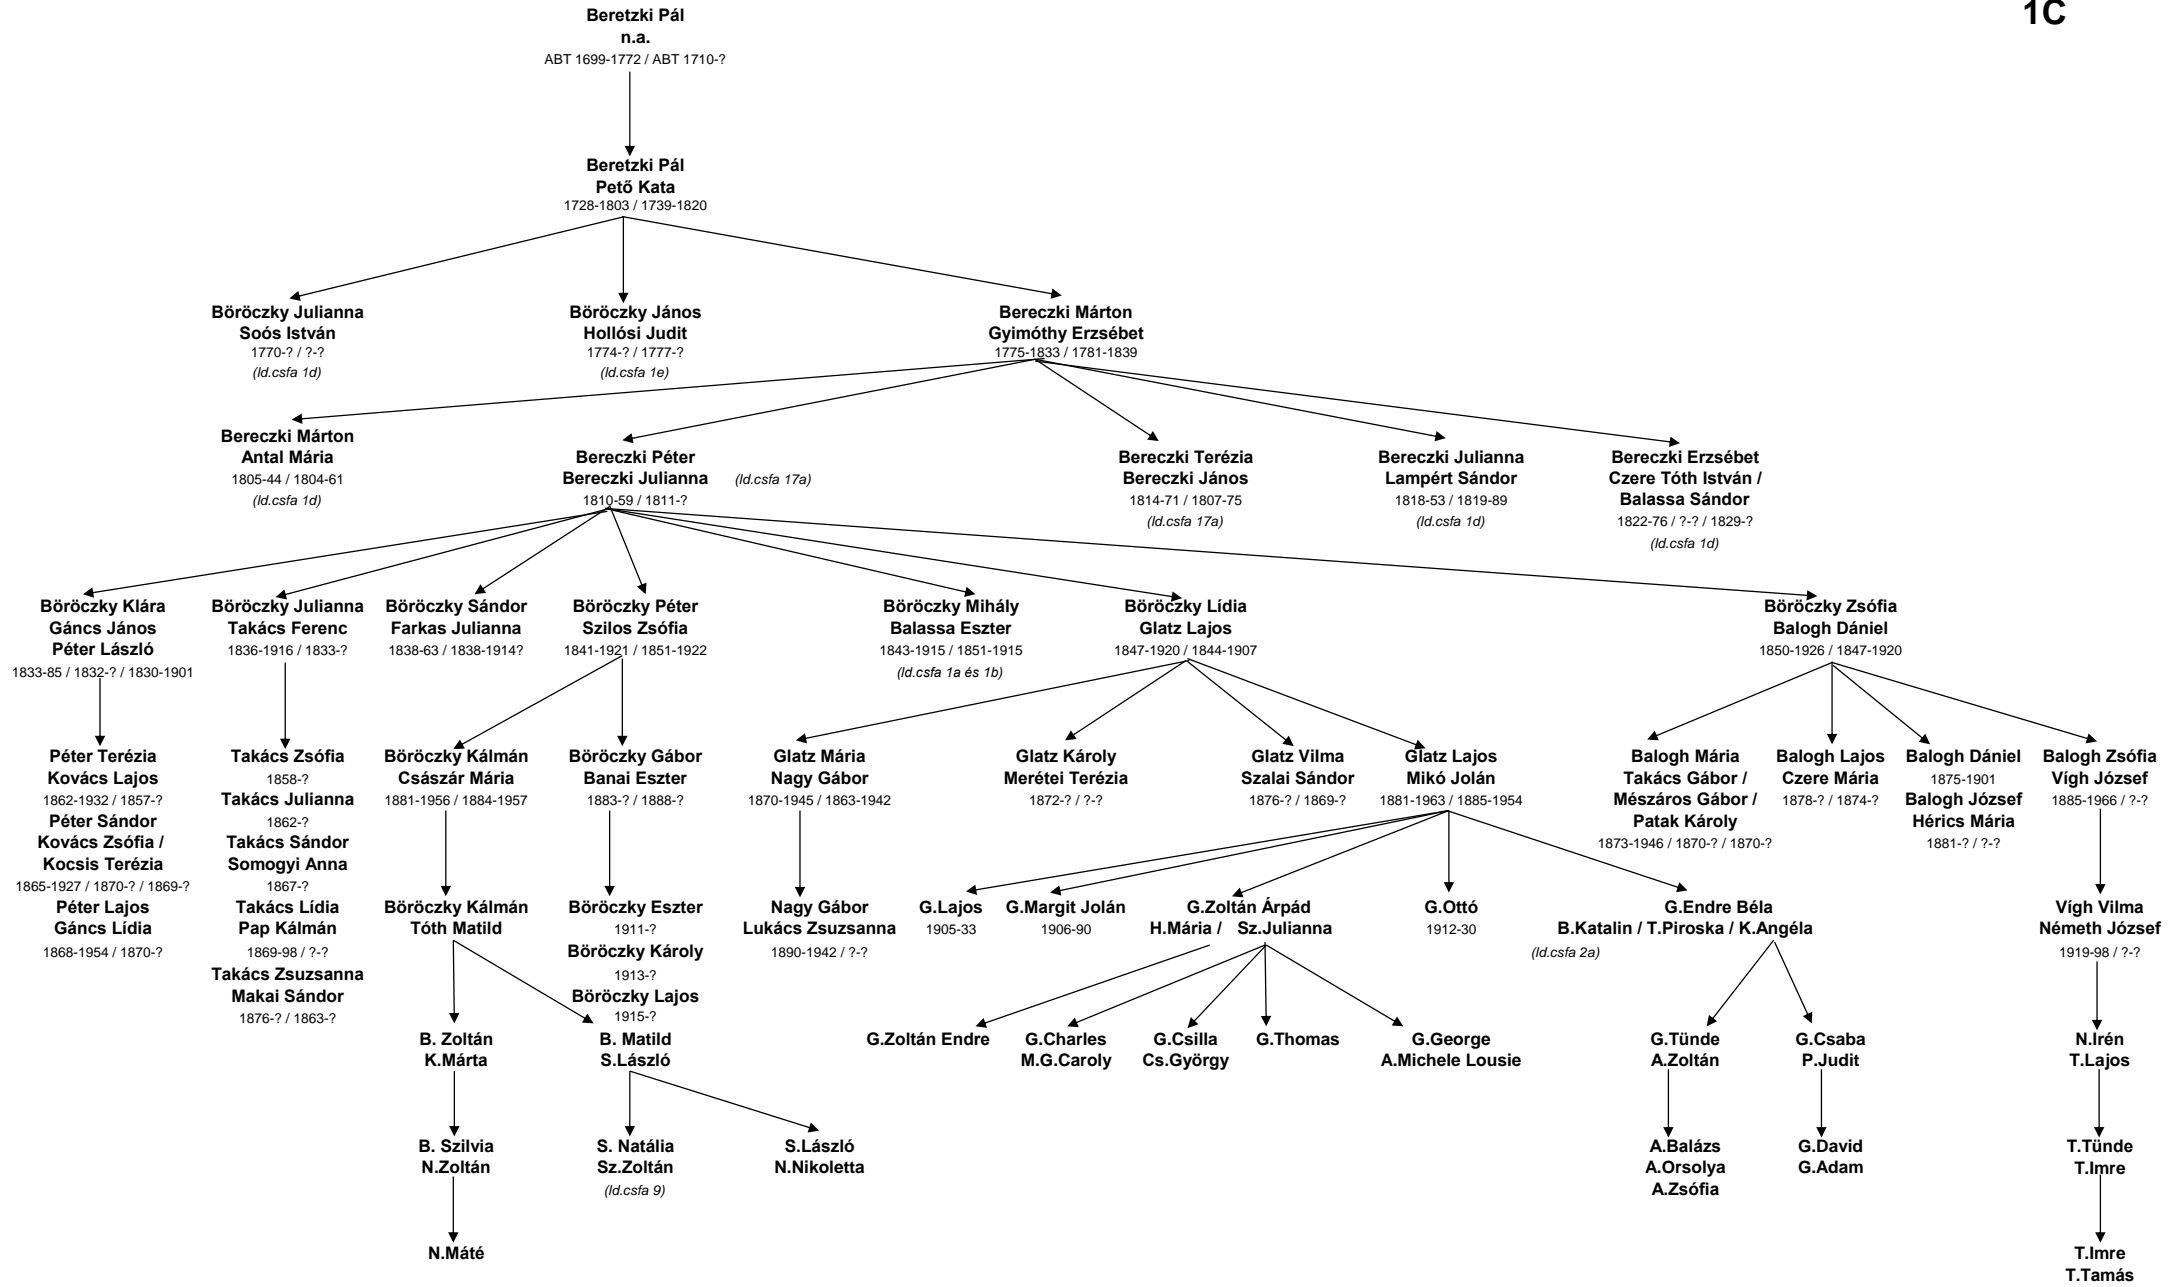 1C
Beretzki Pál
n.a.
ABT 1699-1772 / ABT 1710-?
Beretzki Pál
Pető Kata
1728-1803 / 1739-1820
Böröczky Julianna
Soós István
1770-? / ?-?
(ld.csfa 1d)
Böröczky János
Hollósi Judit
1774-? / 1777-?
(ld.csfa 1e)
Bereczki Márton
Gyimóthy Erzsébet
1775-1833 / 1781-1839
Bereczki Márton
Antal Mária
1805-44 / 1804-61
(ld.csfa 1d)
Bereczki Péter
Bereczki Julianna
(ld.csfa 17a)
1810-59 / 1811-?
Bereczki Terézia
Bereczki János
1814-71 / 1807-75
(ld.csfa 17a)
Bereczki Julianna
Lampért Sándor
1818-53 / 1819-89
(ld.csfa 1d)
Bereczki Erzsébet
Czere Tóth István /
Balassa Sándor
1822-76 / ?-? / 1829-?
(ld.csfa 1d)
Böröczky Klára
Gáncs János
Péter László
1833-85 / 1832-? / 1830-1901
Böröczky Julianna
Takács Ferenc
1836-1916 / 1833-?
Böröczky Sándor
Farkas Julianna
1838-63 / 1838-1914?
Böröczky Péter
Szilos Zsófia
1841-1921 / 1851-1922
Böröczky Mihály
Balassa Eszter
1843-1915 / 1851-1915
(ld.csfa 1a és 1b)
Böröczky Lídia
Glatz Lajos
1847-1920 / 1844-1907
Böröczky Zsófia
Balogh Dániel
1850-1926 / 1847-1920
Péter Terézia
Kovács Lajos
1862-1932 / 1857-?
Péter Sándor
Kovács Zsófia /
Kocsis Terézia
1865-1927 / 1870-? / 1869-?
Péter Lajos
Gáncs Lídia
1868-1954 / 1870-?
Takács Zsófia
1858-?
Takács Julianna
1862-?
Takács Sándor
Somogyi Anna
1867-?
Takács Lídia
Pap Kálmán
1869-98 / ?-?
Takács Zsuzsanna
Makai Sándor
1876-? / 1863-?
Böröczky Kálmán
Császár Mária
1881-1956 / 1884-1957
Böröczky Gábor
Banai Eszter
1883-? / 1888-?
Glatz Mária
Nagy Gábor
1870-1945 / 1863-1942
Glatz Károly
Merétei Terézia
1872-? / ?-?
Glatz Vilma
Szalai Sándor
1876-? / 1869-?
Glatz Lajos
Mikó Jolán
1881-1963 / 1885-1954
Balogh Mária
Takács Gábor /
Mészáros Gábor /
Patak Károly
1873-1946 / 1870-? / 1870-?
Balogh Lajos
Czere Mária
1878-? / 1874-?
Balogh Dániel
1875-1901
Balogh József
Hérics Mária
1881-? / ?-?
Balogh Zsófia
Vígh József
1885-1966 / ?-?
Böröczky Kálmán
Tóth Matild
Böröczky Eszter
1911-?
Böröczky Károly
1913-?
Böröczky Lajos
1915-?
Nagy Gábor
Lukács Zsuzsanna
1890-1942 / ?-?
G.Lajos
1905-33
G.Margit Jolán
1906-90
G.Zoltán Árpád
H.Mária / Sz.Julianna
G.Ottó
1912-30
G.Endre Béla
B.Katalin / T.Piroska / K.Angéla
(ld.csfa 2a)
Vígh Vilma
Németh József
1919-98 / ?-?
B. Zoltán
K.Márta
B. Matild
S.László
G.Zoltán Endre
G.Charles
M.G.Caroly
G.Csilla
Cs.György
G.Thomas
G.George
A.Michele Lousie
G.Tünde
A.Zoltán
G.Csaba
P.Judit
N.Irén
T.Lajos
B. Szilvia
N.Zoltán
S. Natália
Sz.Zoltán
(ld.csfa 9)
S.László
N.Nikoletta
A.Balázs
A.Orsolya
A.Zsófia
G.David
G.Adam
T.Tünde
T.Imre
N.Máté
T.Imre
T.Tamás